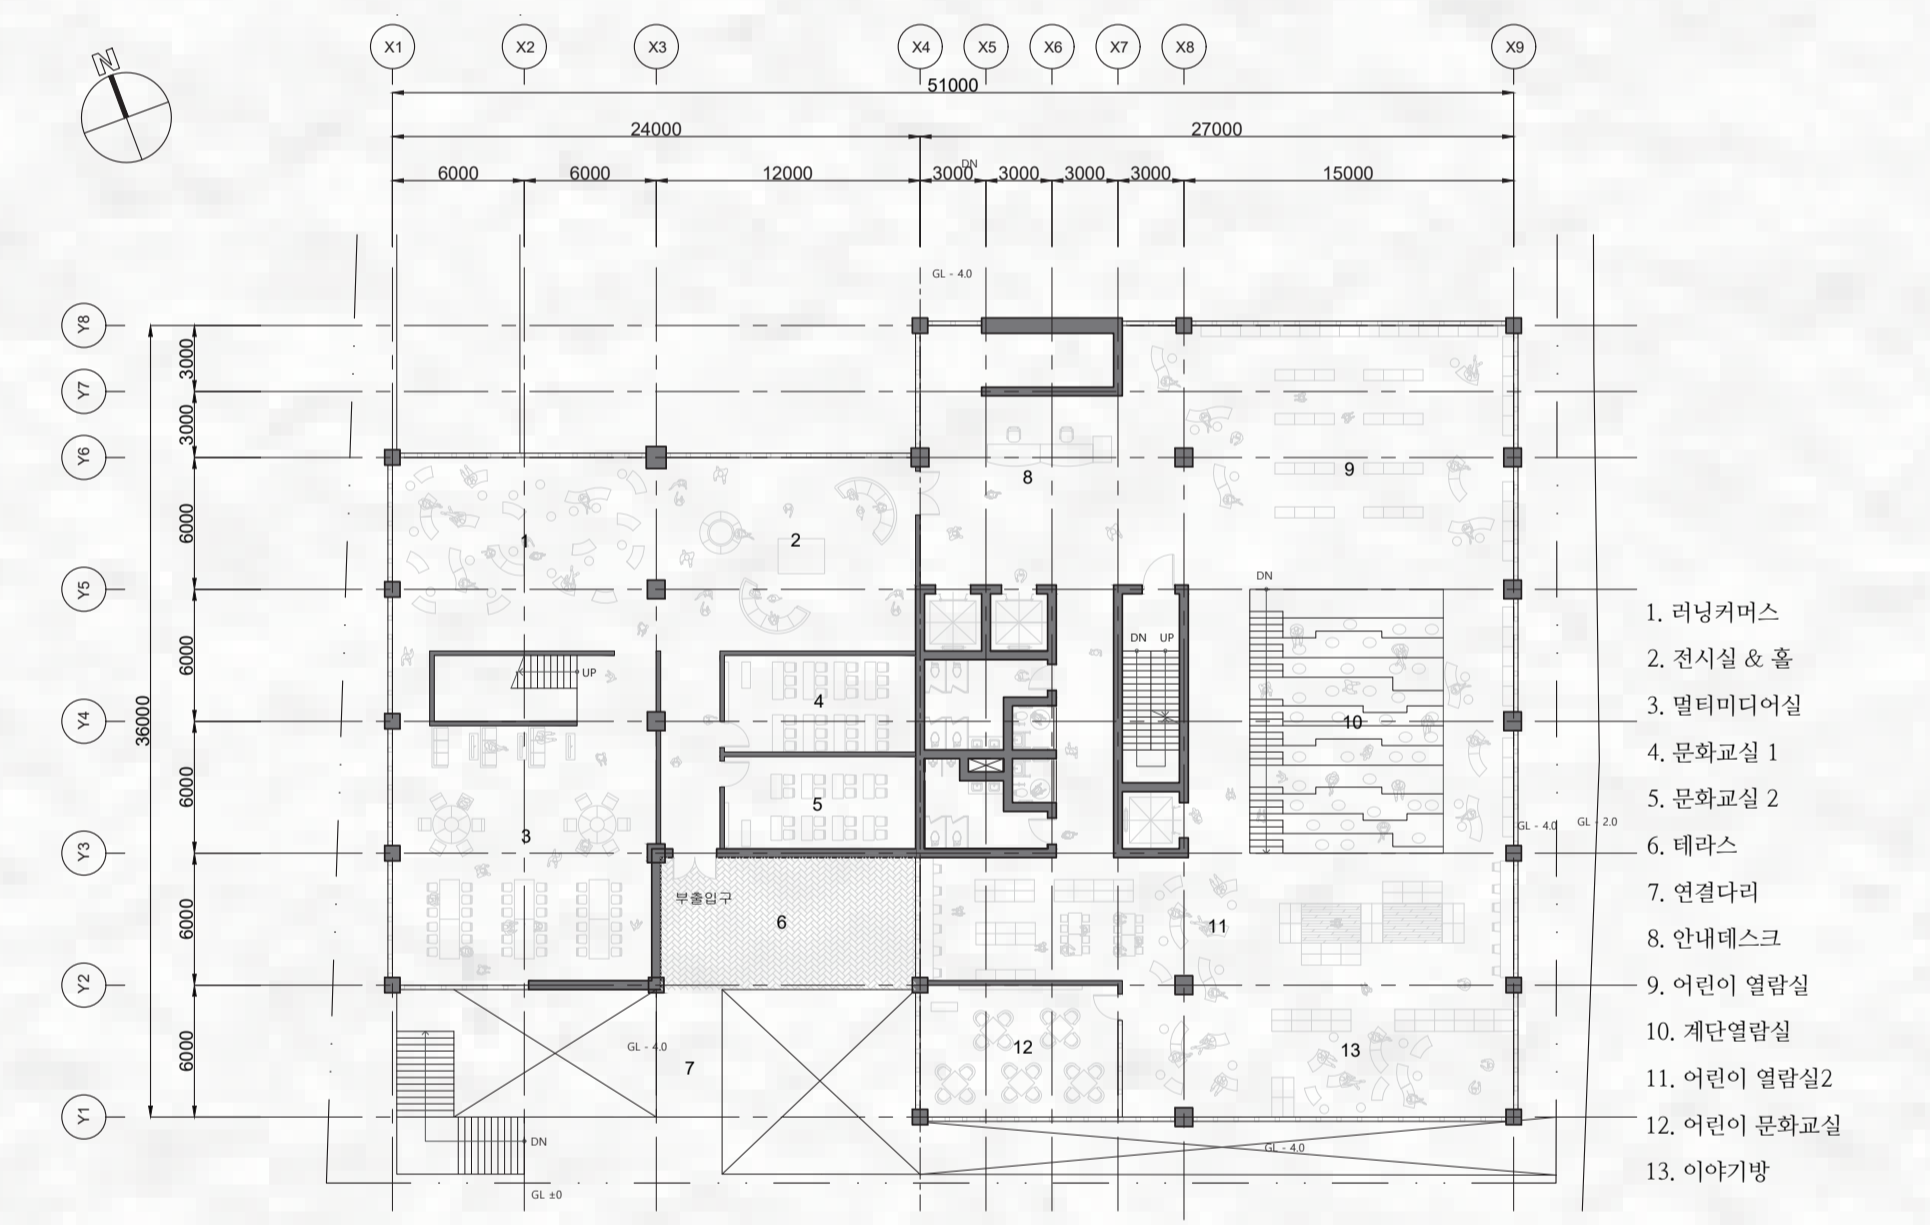 N
X1 X2 X3 X4 X5 X6 X7 X8 X9
51000
24000 27000
6000 6000 12000 3000 3000 3000 3000 15000
DN
GL - 4.0
Y8
3000
Y7
3000
Y6
6000
Y5
6000
Y4
36000
6000
Y3
6000
Y2
6000
Y1
8
9
1
2
DN
DN UP
UP
4
10
5
3
GL - 4.0
GL - 2.0
부출입구
6
11
GL - 4.0
7
12
13
DN
GL - 4.0
GL ±0
1. 러닝커머스
2. 전시실 & 홀
3. 멀티미디어실
4. 문화교실 1
5. 문화교실 2
6. 테라스
7. 연결다리
8. 안내데스크
9. 어린이 열람실
10. 계단열람실
11. 어린이 열람실2
12. 어린이 문화교실
13. 이야기방